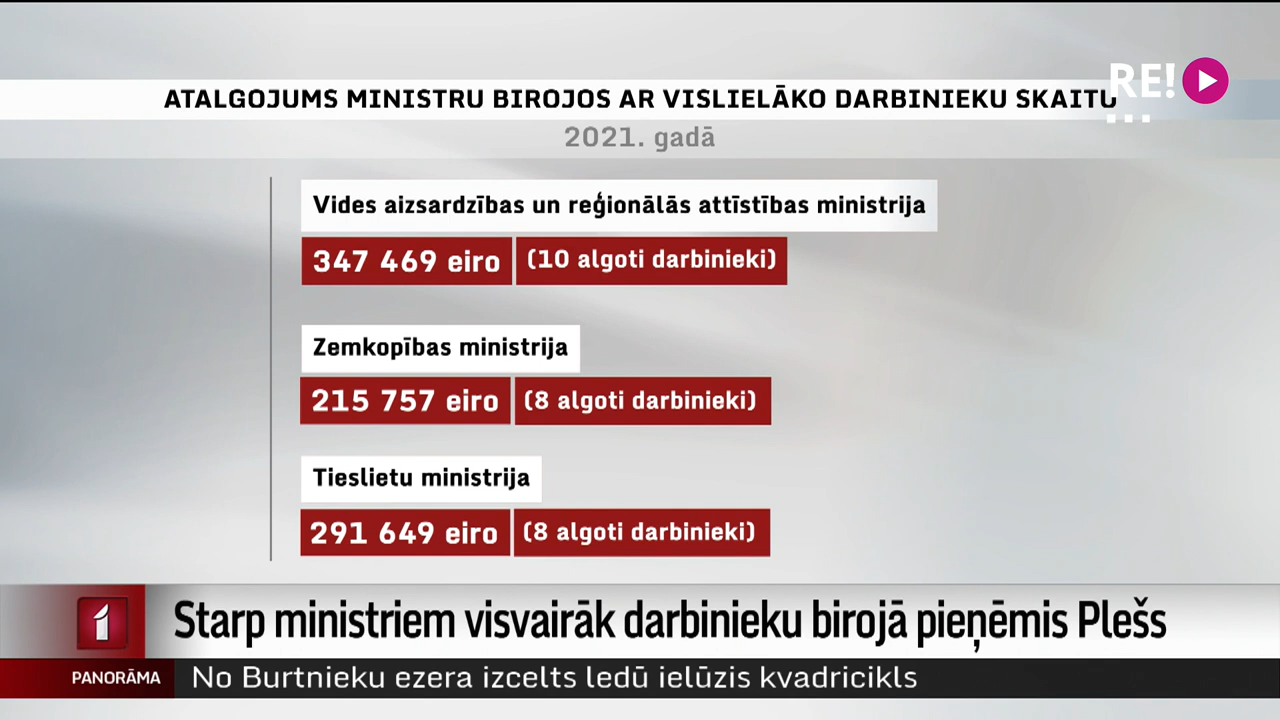 RE!
ATALGOJUMS MINISTRU BIROJOS AR VISLIELĀKO DARBINIEKU SKAITU
2021. gadā
Vides aizsardzības un reģionālās attīstības ministrija
347 469 eiro (10 algoti darbinieki)
Zemkopības ministrija
215 757 eiro (8 algoti darbinieki)
Tieslietu ministrija
291 649 eiro (8 algoti darbinieki)
1 Starp ministriem visvairāk darbinieku birojā pieņēmis Plešs
PANORĀMA No Burtnieku ezera izcelts ledū ielūzis kvadricikls